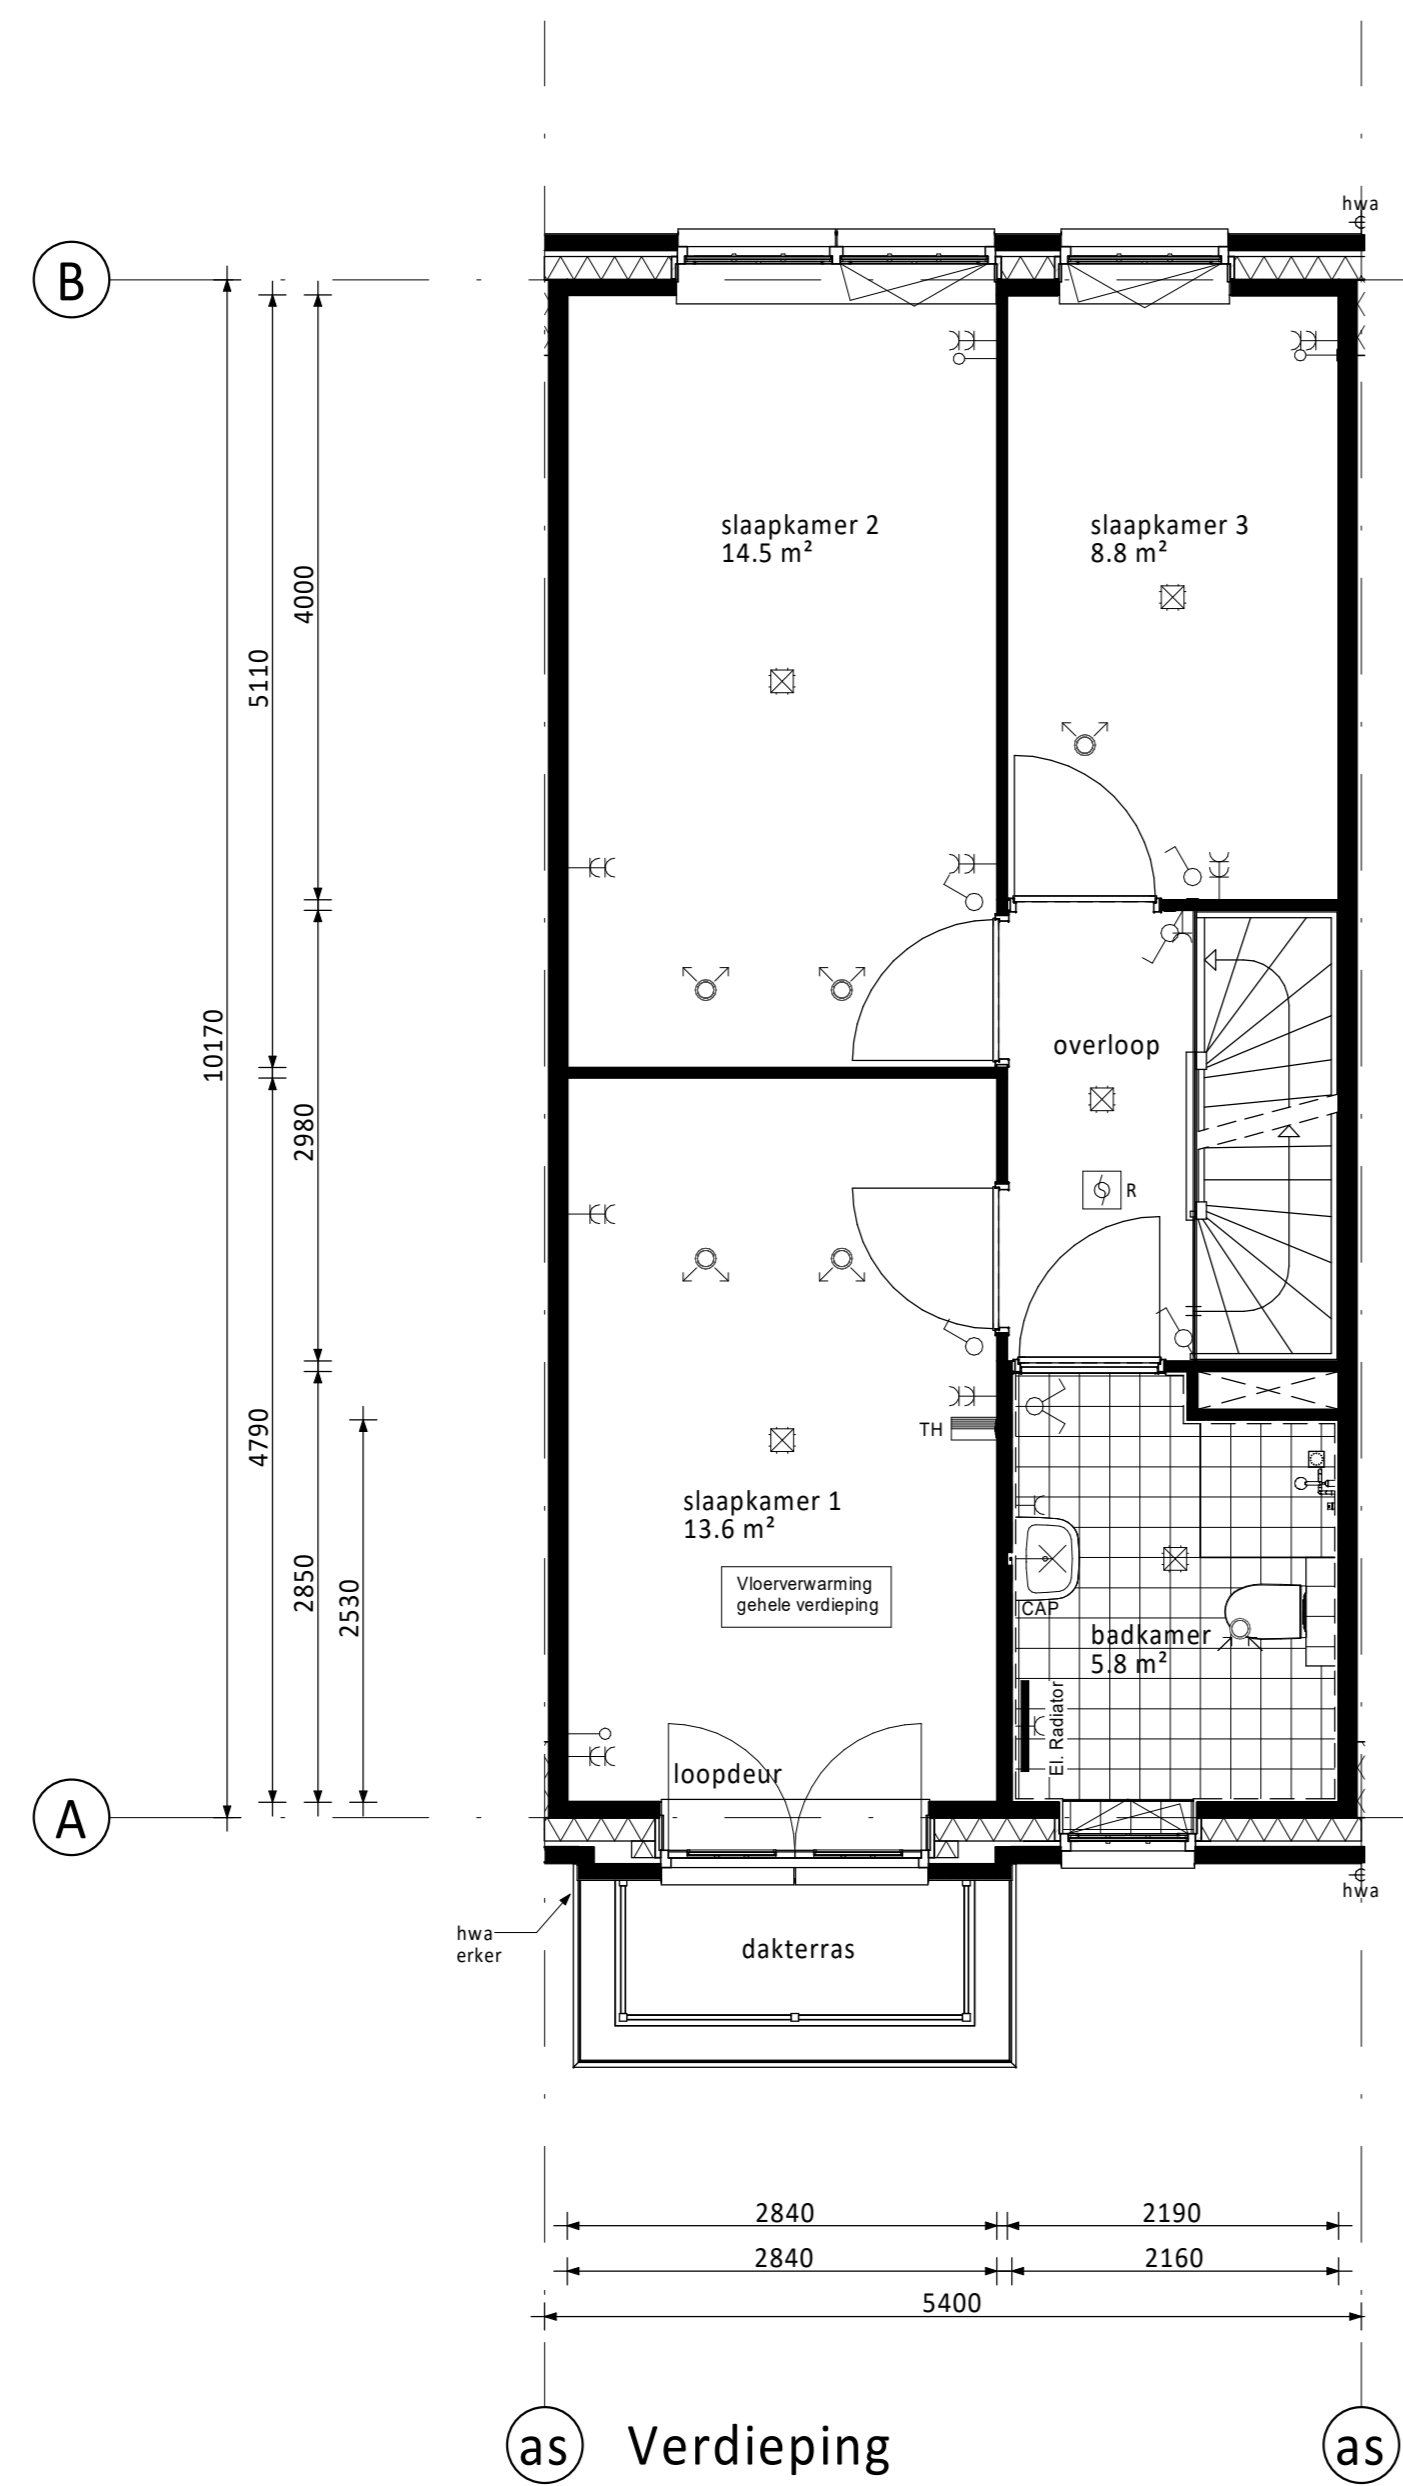 hwa
B
slaapkamer 2
14.5 m²
slaapkamer 3
8.8 m²
4000
5110
10170
overloop
2980
R
TH
4790
slaapkamer 1
13.6 m²
2850
2530
Vloerverwarming
gehele verdieping
CAP
badkamer
5.8 m²
El. Radiator
loopdeur
A
hwa
hwa
erker
dakterras
2840
2190
2840
2160
5400
as
Verdieping
as